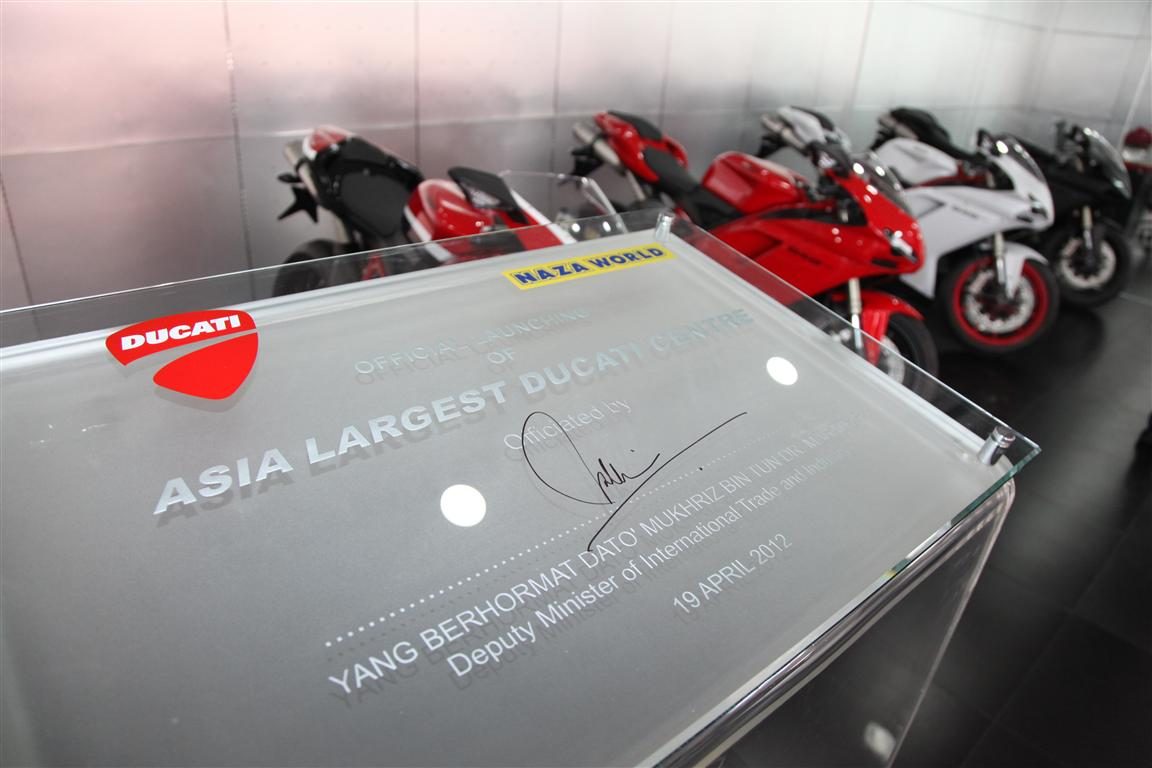 DUCATI
NAZA WORLD
OFFICIAL LAUNCHING
OF
ASIA LARGEST DUCATI CENTRE
Officiated by
YANG BERHORMAT DATO' MUKHRIZ BIN TUN DR.
Deputy Minister of International Trade and Industry
19 APRIL 2012